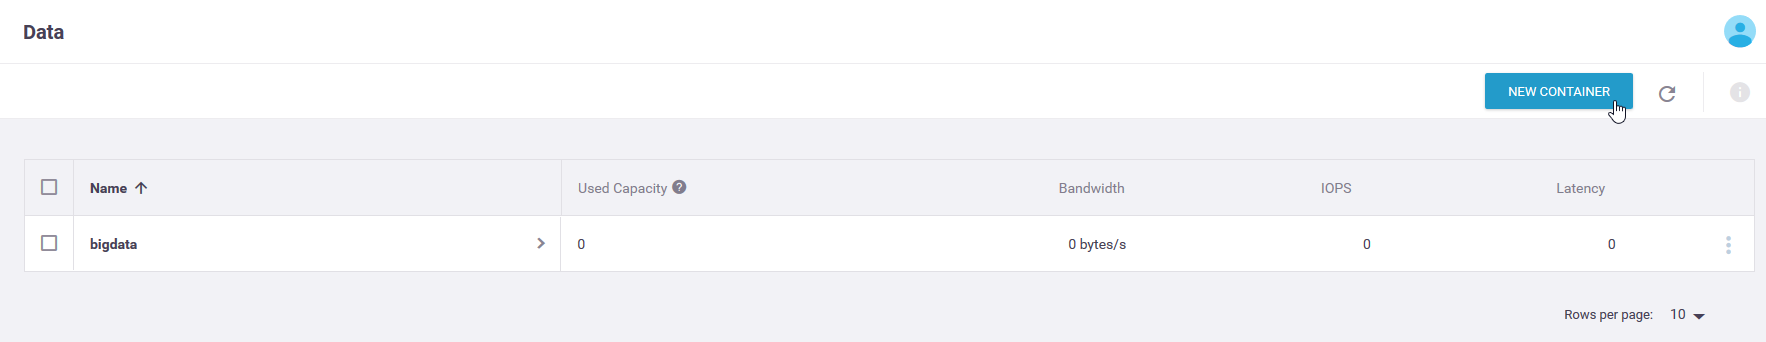 Data
NEW CONTAINER
Name Used Capacity Bandwidth IOPS Latency
bigdata 0 0 bytes/s 0 0
Rows per page: 10